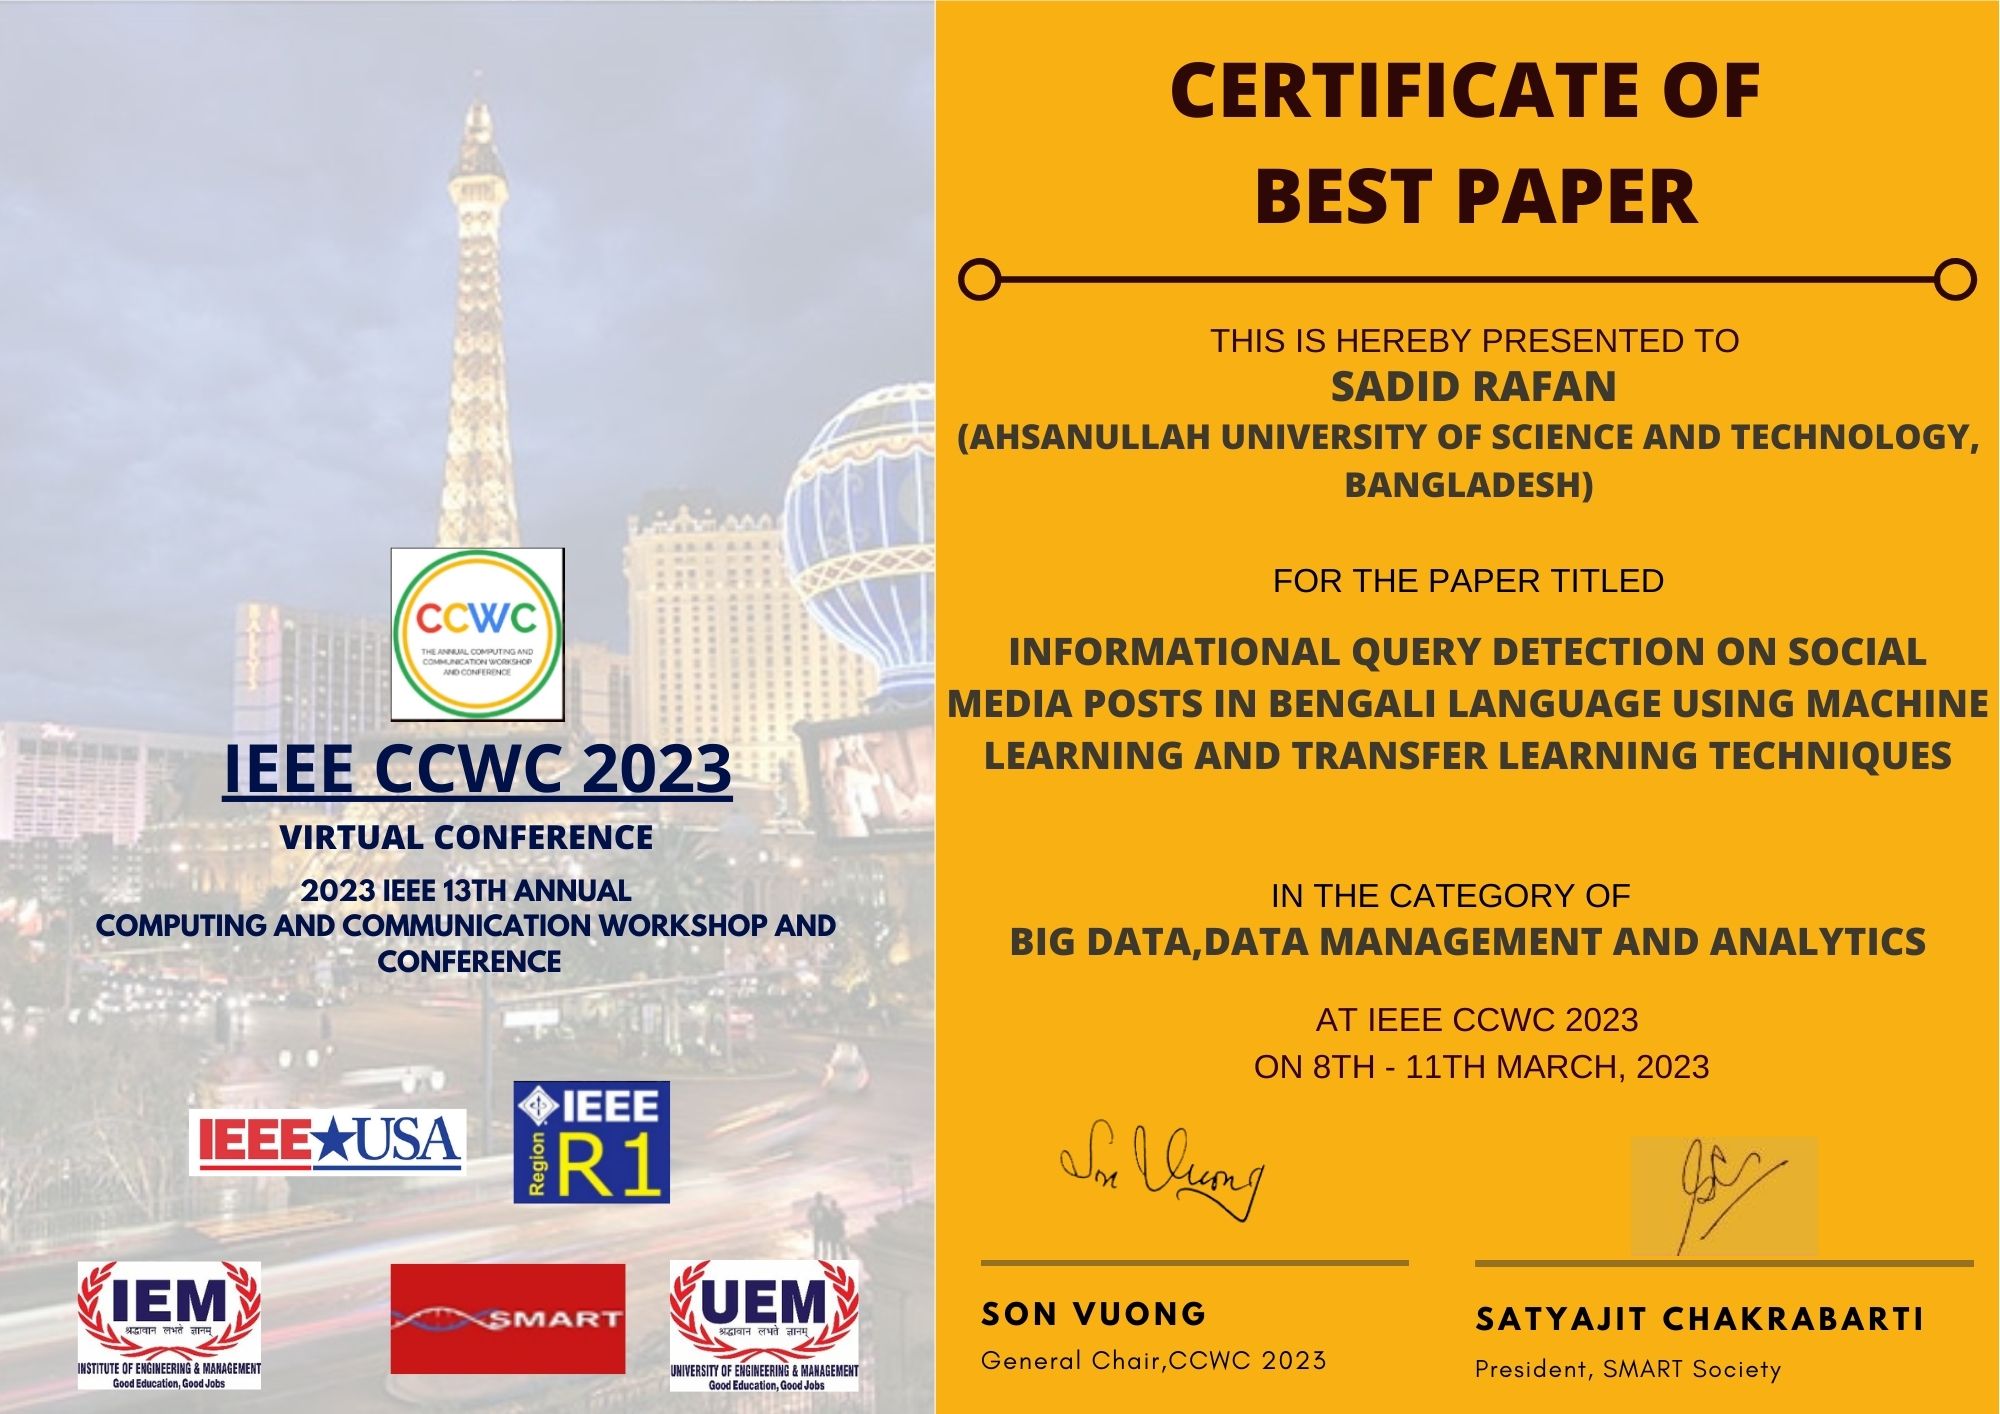 CCWC
THE ANNUAL COMPUTING AND
COMMUNICATION WORKSHOP
AND CONFERENCE
IEEE CCWC 2023
VIRTUAL CONFERENCE
2023 IEEE 13TH ANNUAL
COMPUTING AND COMMUNICATION WORKSHOP AND
CONFERENCE
IEEE USA
IEEE
Region R1
IEM
श्रद्धावान लभते ज्ञानम्
INSTITUTE OF ENGINEERING & MANAGEMENT
Good Education, Good Jobs
SMART
UEM
श्रद्धावान लभते ज्ञानम्
UNIVERSITY OF ENGINEERING & MANAGEMENT
Good Education, Good Jobs
CERTIFICATE OF
BEST PAPER
THIS IS HEREBY PRESENTED TO
SADID RAFAN
(AHSANULLAH UNIVERSITY OF SCIENCE AND TECHNOLOGY,
BANGLADESH)
FOR THE PAPER TITLED
INFORMATIONAL QUERY DETECTION ON SOCIAL
MEDIA POSTS IN BENGALI LANGUAGE USING MACHINE
LEARNING AND TRANSFER LEARNING TECHNIQUES
IN THE CATEGORY OF
BIG DATA,DATA MANAGEMENT AND ANALYTICS
AT IEEE CCWC 2023
ON 8TH - 11TH MARCH, 2023
Son Vuong
SON VUONG
General Chair,CCWC 2023
SATYAJIT CHAKRABARTI
President, SMART Society